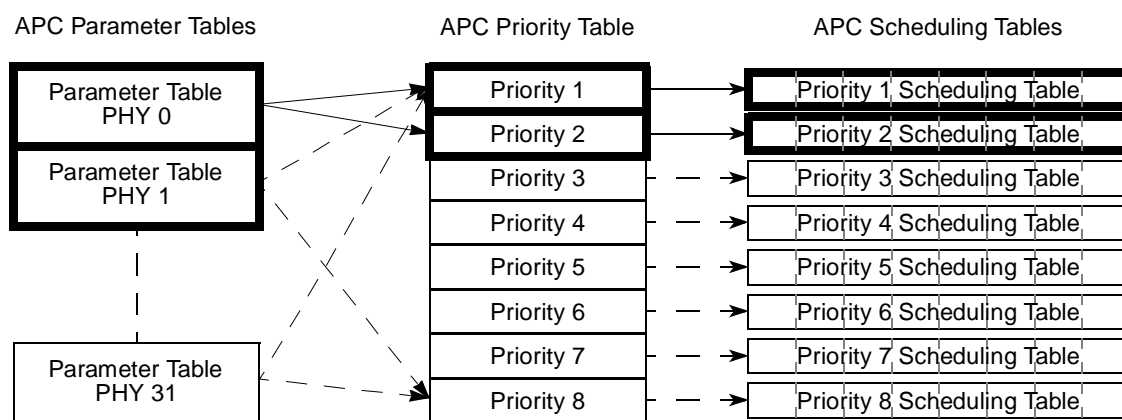 APC Parameter Tables
APC Priority Table
APC Scheduling Tables
Parameter Table
PHY 0
Parameter Table
PHY 1
Parameter Table
PHY 31
Priority 1
Priority 2
Priority 3
Priority 4
Priority 5
Priority 6
Priority 7
Priority 8
Priority 1 Scheduling Table
Priority 2 Scheduling Table
Priority 3 Scheduling Table
Priority 4 Scheduling Table
Priority 5 Scheduling Table
Priority 6 Scheduling Table
Priority 7 Scheduling Table
Priority 8 Scheduling Table